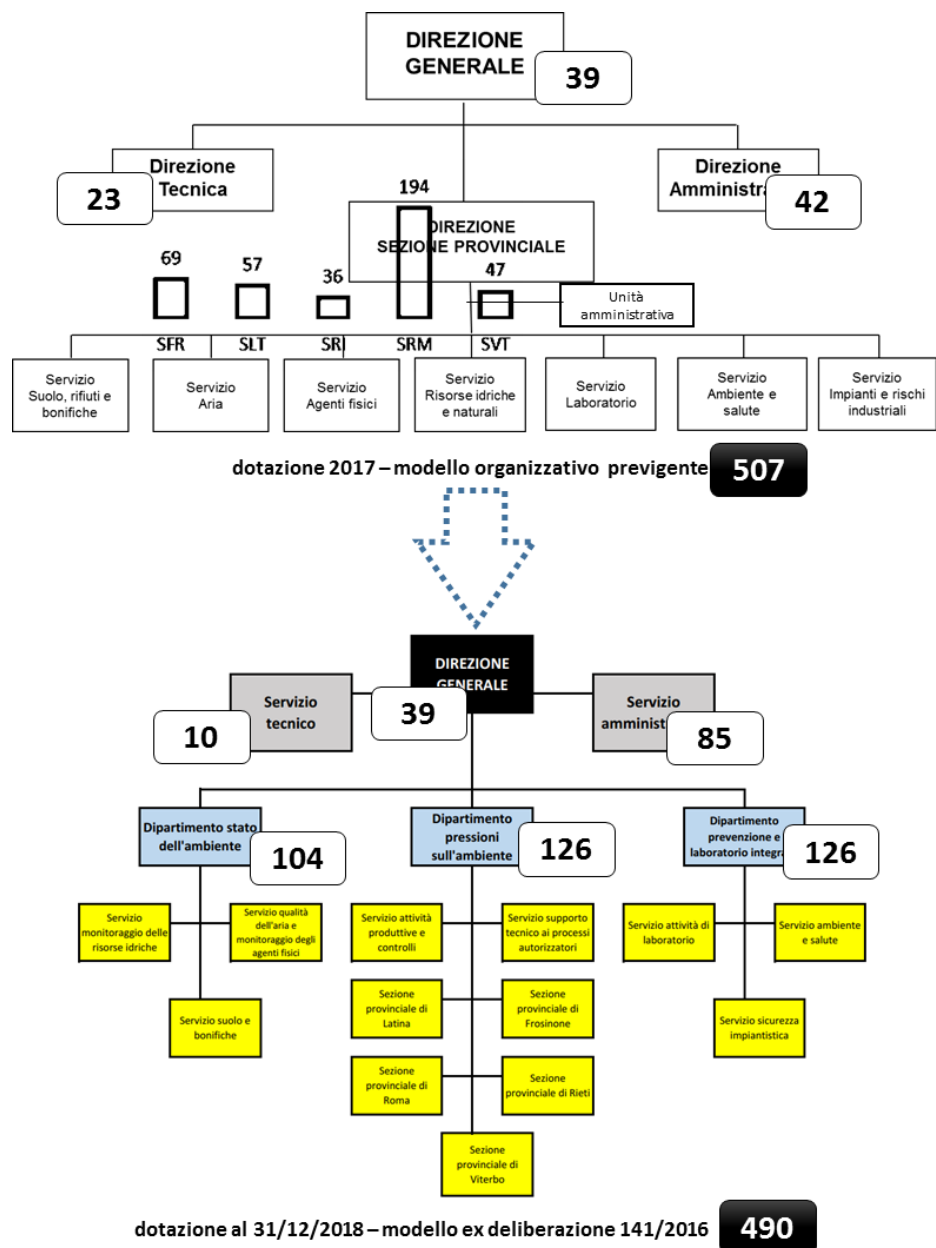 DIREZIONE
GENERALE
39
Direzione
Tecnica
23
Direzione
Amministra
42
194
DIREZIONE
SEZIONE PROVINCIALE
69
57
36
47
Unità
amministrativa
SFR
SLT
SRI
SRM
SVT
Servizio
Suolo, rifiuti e
bonifiche
Servizio
Aria
Servizio
Agenti fisici
Servizio
Risorse idriche
e naturali
Servizio
Laboratorio
Servizio
Ambiente e
salute
Servizio
Impianti e rischi
industriali
dotazione 2017 – modello organizzativo previgente
507
DIREZIONE
GENERALE
39
Servizio
tecnico
10
Servizio
amminist
85
Dipartimento stato
dell'ambiente
104
Dipartimento
pressioni
sull'ambiente
126
Dipartimento
prevenzione e
laboratorio integra
126
Servizio
monitoraggio delle
risorse idriche
Servizio qualità
dell'aria e
monitoraggio degli
agenti fisici
Servizio suolo e
bonifiche
Servizio attività
produttive e
controlli
Servizio supporto
tecnico ai processi
autorizzatori
Sezione
provinciale di
Latina
Sezione
provinciale di
Frosinone
Sezione
provinciale di
Roma
Sezione
provinciale di Rieti
Sezione
provinciale di
Viterbo
Servizio attività di
laboratorio
Servizio ambiente
e salute
Servizio sicurezza
impiantistica
dotazione al 31/12/2018 – modello ex deliberazione 141/2016
490